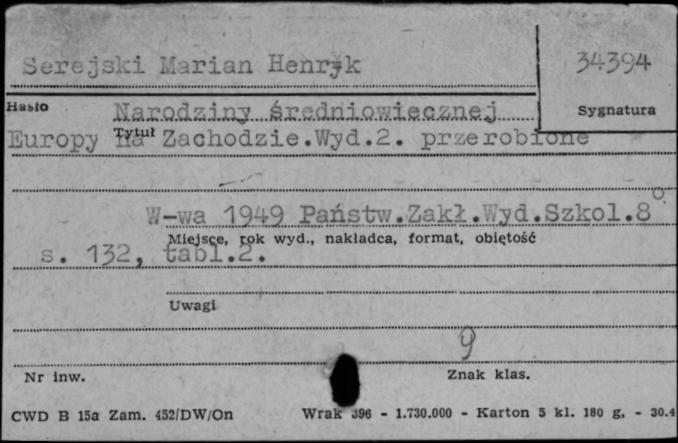 Serejski Marian Henryk
34394
Hasło
Sygnatura
Narodziny średniowiecznej
Tytuł
Europy na Zachodzie.Wyd.2. przerobione
W-wa 1949 Państw.Zakł.Wyd.Szkol.8°
Miejsce, rok wyd., nakładca, format, objętość
s. 132, tabl.2.
Uwagi
9
Nr inw.
Znak klas.
CWD B 15a Zam. 452/DW/On Wrak 396 - 1.730.000 - Karton 5 kl. 180 g. - 30.4